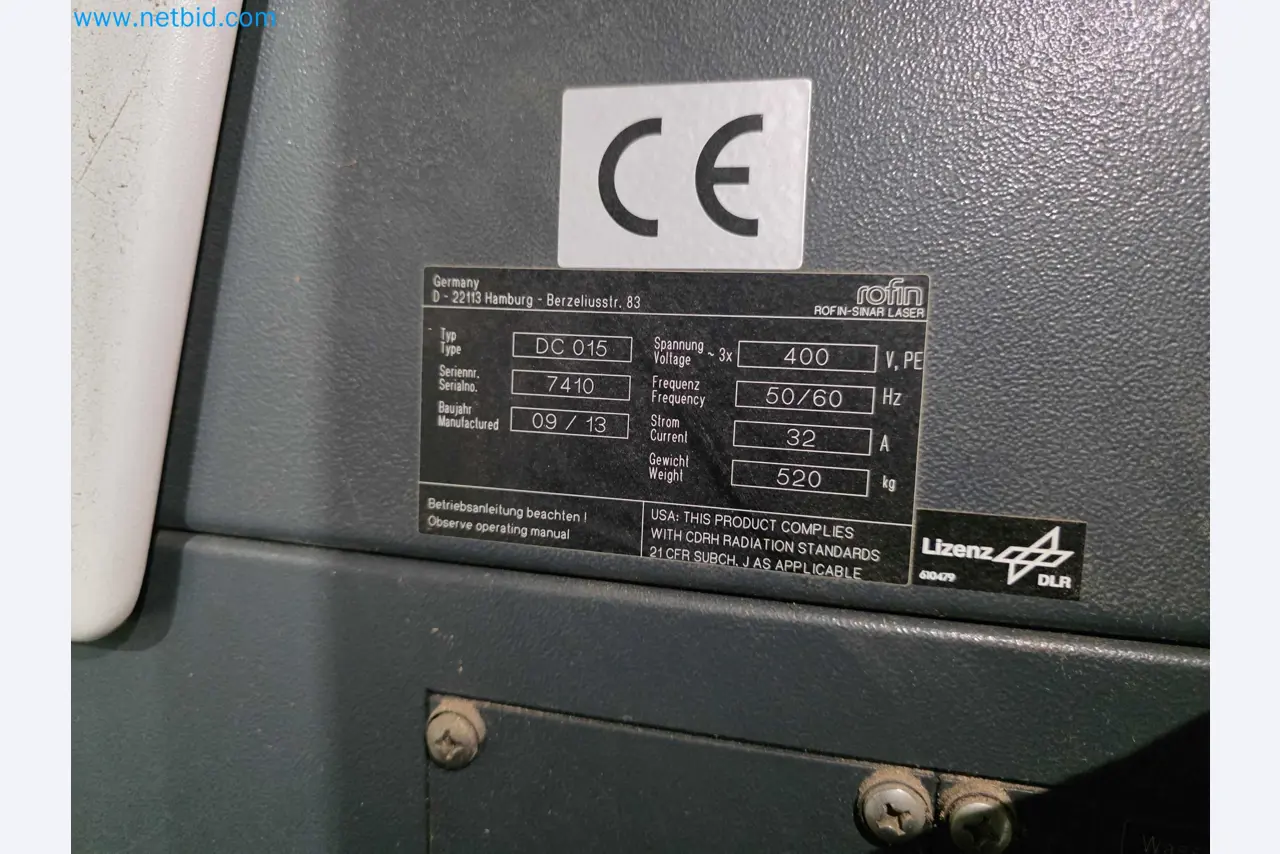 www.netbid.com
CE
Germany
D - 22113 Hamburg - Berzeliusstr. 83
rofin
ROFIN-SINAR LASER
Typ
Type
DC 015
Seriennr.
Serialno.
7410
Baujahr
Manufactured
09 / 13
Spannung
Voltage
~ 3x
400
V, PE
Frequenz
Frequency
50/60
Hz
Strom
Current
32
A
Gewicht
Weight
520
kg
Betriebsanleitung beachten !
Observe operating manual
USA: THIS PRODUCT COMPLIES
WITH CDRH RADIATION STANDARDS
21 CFR SUBCH. J AS APPLICABLE
Lizenz
610479
DLR